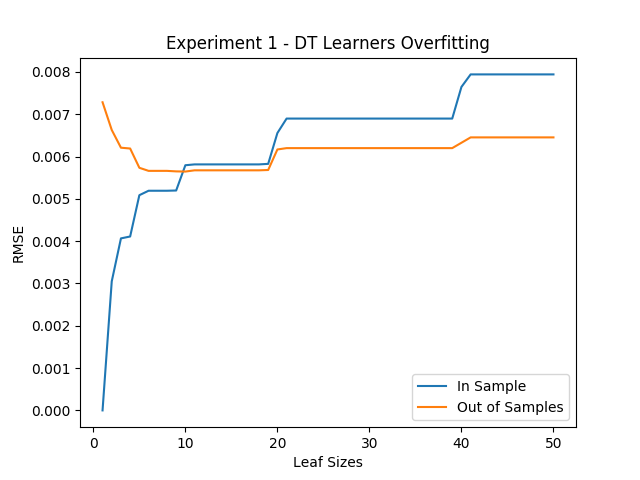 Experiment 1 - DT Learners Overfitting
0.008
0.007
0.006
0.005
0.004
0.003
0.002
0.001
0.000
RMSE
0 10 20 30 40 50
Leaf Sizes
In Sample
Out of Samples